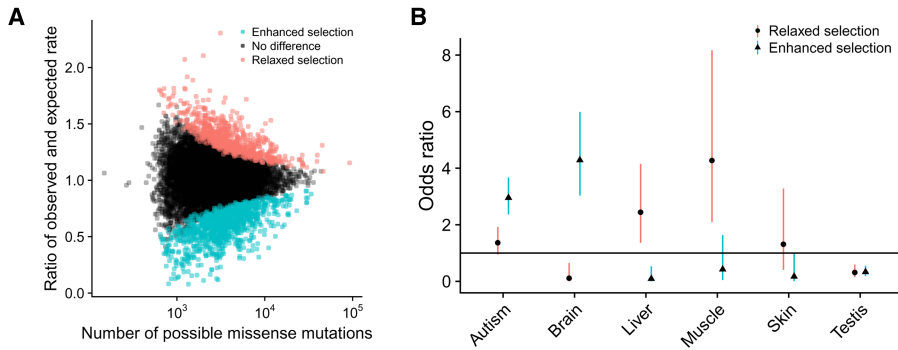 A
Ratio of observed and expected rate
2.0
1.5
1.0
0.5
0.0
Enhanced selection
No difference
Relaxed selection
10³
10⁴
10⁵
Number of possible missense mutations
B
Relaxed selection
Enhanced selection
Odds ratio
8
6
4
2
0
Autism
Brain
Liver
Muscle
Skin
Testis